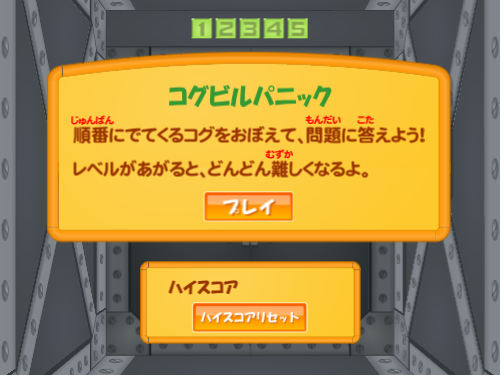 12345
コグビルパニック
じゅんばん もんだい こた
順番にでてくるコグをおぼえて、問題に答えよう!
むずか
レベルがあがると、どんどん難しくなるよ。
プレイ
ハイスコア
ハイスコアリセット